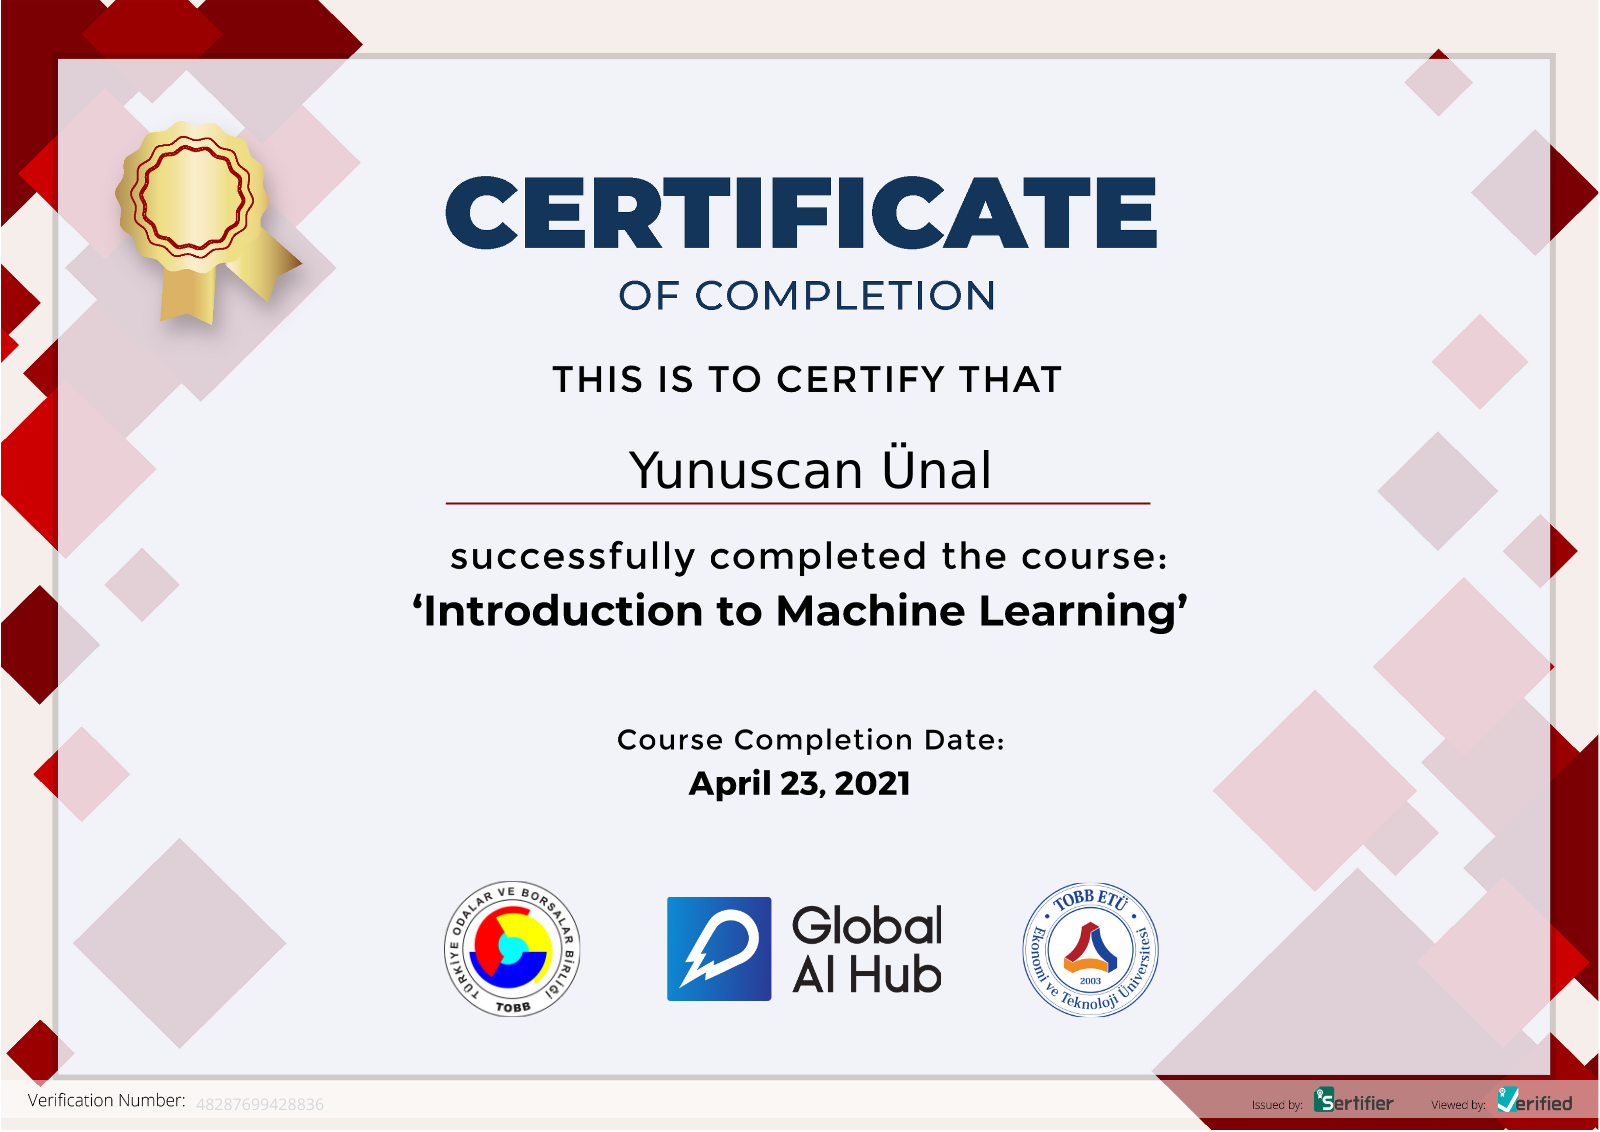 CERTIFICATE
OF COMPLETION
THIS IS TO CERTIFY THAT
Yunuscan Ünal
successfully completed the course:
‘Introduction to Machine Learning’
Course Completion Date:
April 23, 2021
TÜRKİYE ODALAR VE BORSALAR BİRLİĞİ
TOBB
Global
AI Hub
TOBB ETÜ
Ekonomi ve Teknoloji Üniversitesi
2003
Verification Number: 48287699428836
Issued by: Sertifier
Viewed by: Verified